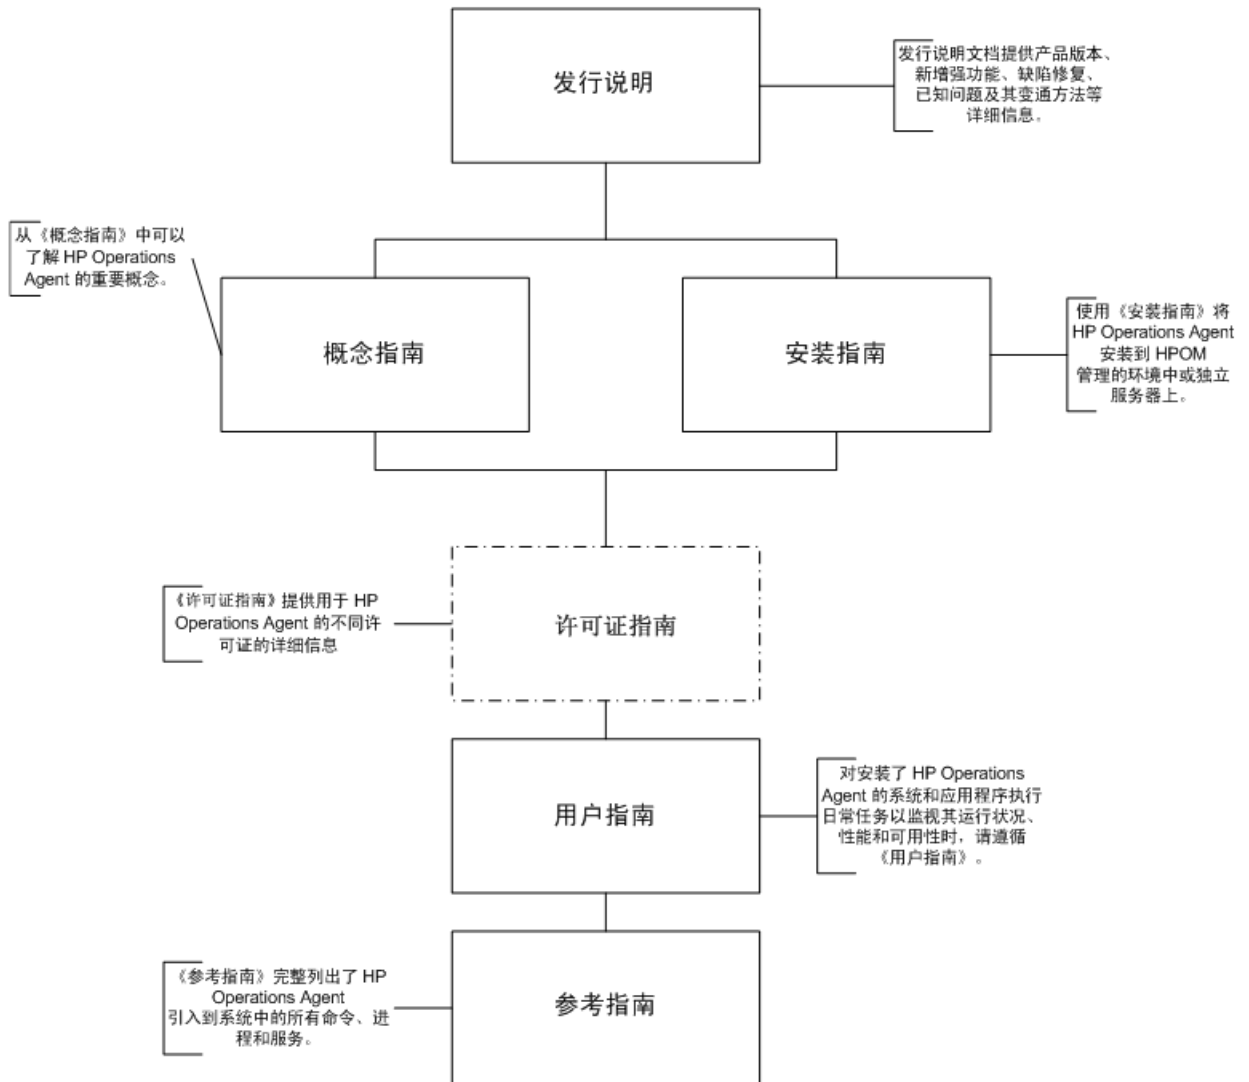 发行说明
发行说明文档提供产品版本、
新增强功能、缺陷修复、
已知问题及其变通方法等
详细信息。
从《概念指南》中可以
了解 HP Operations
Agent 的重要概念。
概念指南
安装指南
使用《安装指南》将
HP Operations Agent
安装到 HPOM
管理的环境中或独立
服务器上。
《许可证指南》提供用于 HP
Operations Agent 的不同许
可证的详细信息
许可证指南
用户指南
对安装了 HP Operations
Agent 的系统和应用程序执行
日常任务以监视其运行状况、
性能和可用性时，请遵循
《用户指南》。
《参考指南》完整列出了 HP
Operations Agent
引入到系统中的所有命令、进
程和服务。
参考指南